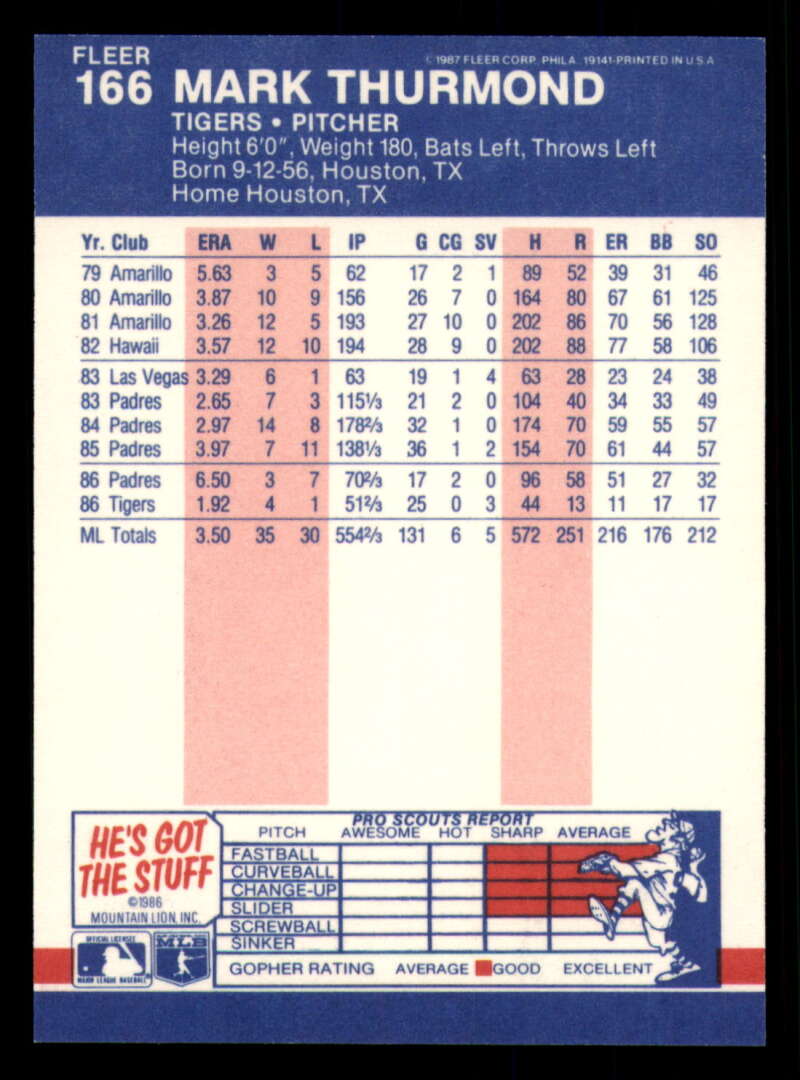 FLEER © 1987 FLEER CORP. PHILA. 19141-PRINTED IN U.S.A
166 MARK THURMOND
TIGERS • PITCHER
Height 6'0", Weight 180, Bats Left, Throws Left
Born 9-12-56, Houston, TX
Home Houston, TX
Yr. Club ERA W L IP G CG SV H R ER BB SO
79 Amarillo 5.63 3 5 62 17 2 1 89 52 39 31 46
80 Amarillo 3.87 10 9 156 26 7 0 164 80 67 61 125
81 Amarillo 3.26 12 5 193 27 10 0 202 86 70 56 128
82 Hawaii 3.57 12 10 194 28 9 0 202 88 77 58 106
83 Las Vegas 3.29 6 1 63 19 1 4 63 28 23 24 38
83 Padres 2.65 7 3 115⅓ 21 2 0 104 40 34 33 49
84 Padres 2.97 14 8 178⅔ 32 1 0 174 70 59 55 57
85 Padres 3.97 7 11 138⅓ 36 1 2 154 70 61 44 57
86 Padres 6.50 3 7 70⅔ 17 2 0 96 58 51 27 32
86 Tigers 1.92 4 1 51⅔ 25 0 3 44 13 11 17 17
ML Totals 3.50 35 30 554⅔ 131 6 5 572 251 216 176 212
HE'S GOT
THE STUFF
©1986
MOUNTAIN LION, INC.
PRO SCOUTS REPORT
PITCH AWESOME HOT SHARP AVERAGE
FASTBALL
CURVEBALL
CHANGE-UP
SLIDER
SCREWBALL
SINKER
GOPHER RATING AVERAGE GOOD EXCELLENT
OFFICIAL LICENSEE
MAJOR LEAGUE BASEBALL
MLB